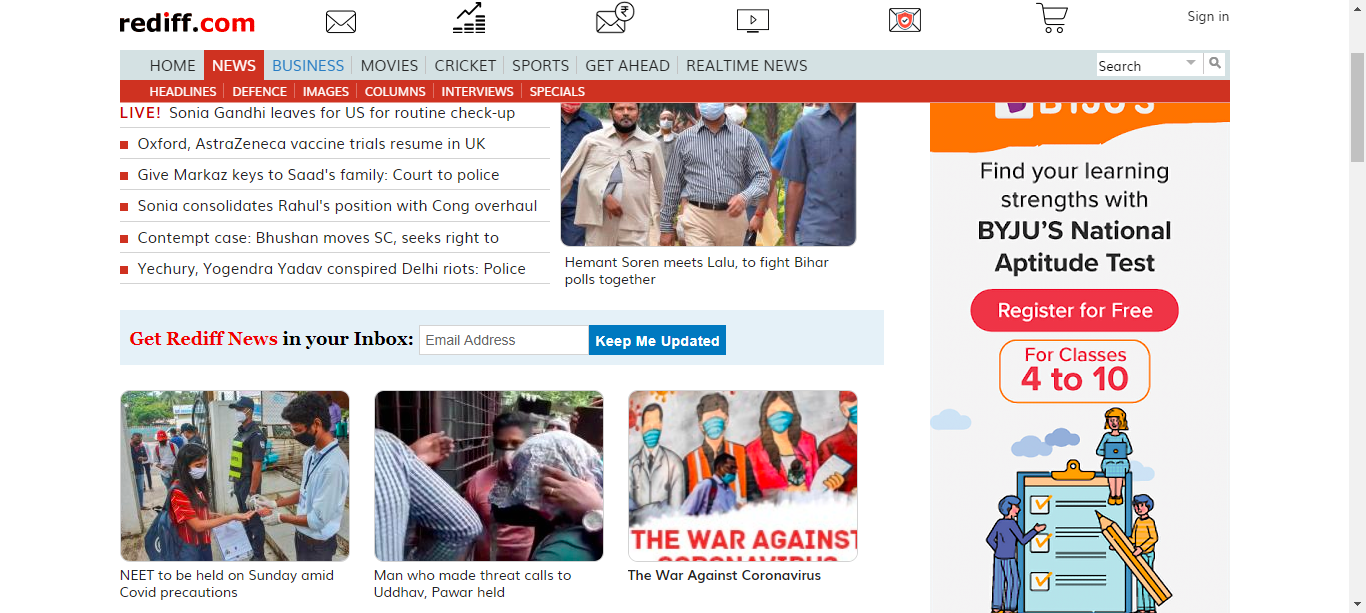 rediff.com
₹
Sign in
HOME NEWS BUSINESS MOVIES CRICKET SPORTS GET AHEAD REALTIME NEWS
Search
HEADLINES DEFENCE IMAGES COLUMNS INTERVIEWS SPECIALS
LIVE! Sonia Gandhi leaves for US for routine check-up
Oxford, AstraZeneca vaccine trials resume in UK
Give Markaz keys to Saad's family: Court to police
Sonia consolidates Rahul's position with Cong overhaul
Contempt case: Bhushan moves SC, seeks right to
Yechury, Yogendra Yadav conspired Delhi riots: Police
Hemant Soren meets Lalu, to fight Bihar
polls together
Get Rediff News in your Inbox:
Email Address
Keep Me Updated
NEET to be held on Sunday amid
Covid precautions
Man who made threat calls to
Uddhav, Pawar held
THE WAR AGAINST
CORONAVIRUS
The War Against Coronavirus
BYJU'S
Find your learning
strengths with
BYJU'S National
Aptitude Test
Register for Free
For Classes
4 to 10